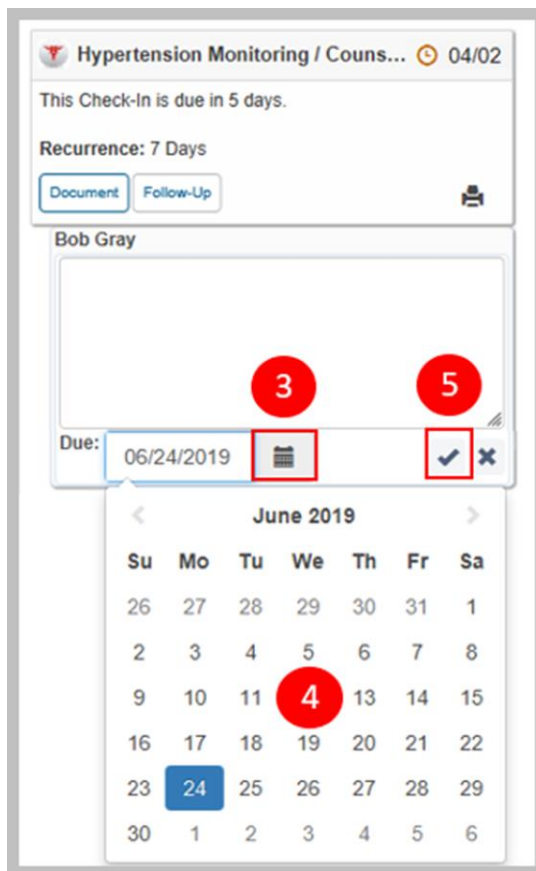 Hypertension Monitoring / Couns... 04/02
This Check-In is due in 5 days.
Recurrence: 7 Days
Document Follow-Up
Bob Gray
3 5
Due: 06/24/2019
June 2019
Su Mo Tu We Th Fr Sa
26 27 28 29 30 31 1
2 3 4 5 6 7 8
9 10 11 4 13 14 15
16 17 18 19 20 21 22
23 24 25 26 27 28 29
30 1 2 3 4 5 6